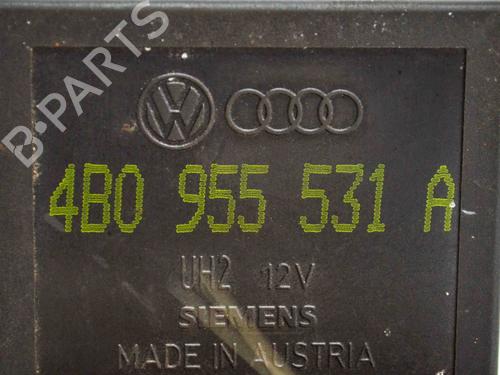 B-PARTS
4B0 955 531 A
UH2 12V
SIEMENS
MADE IN AUSTRIA